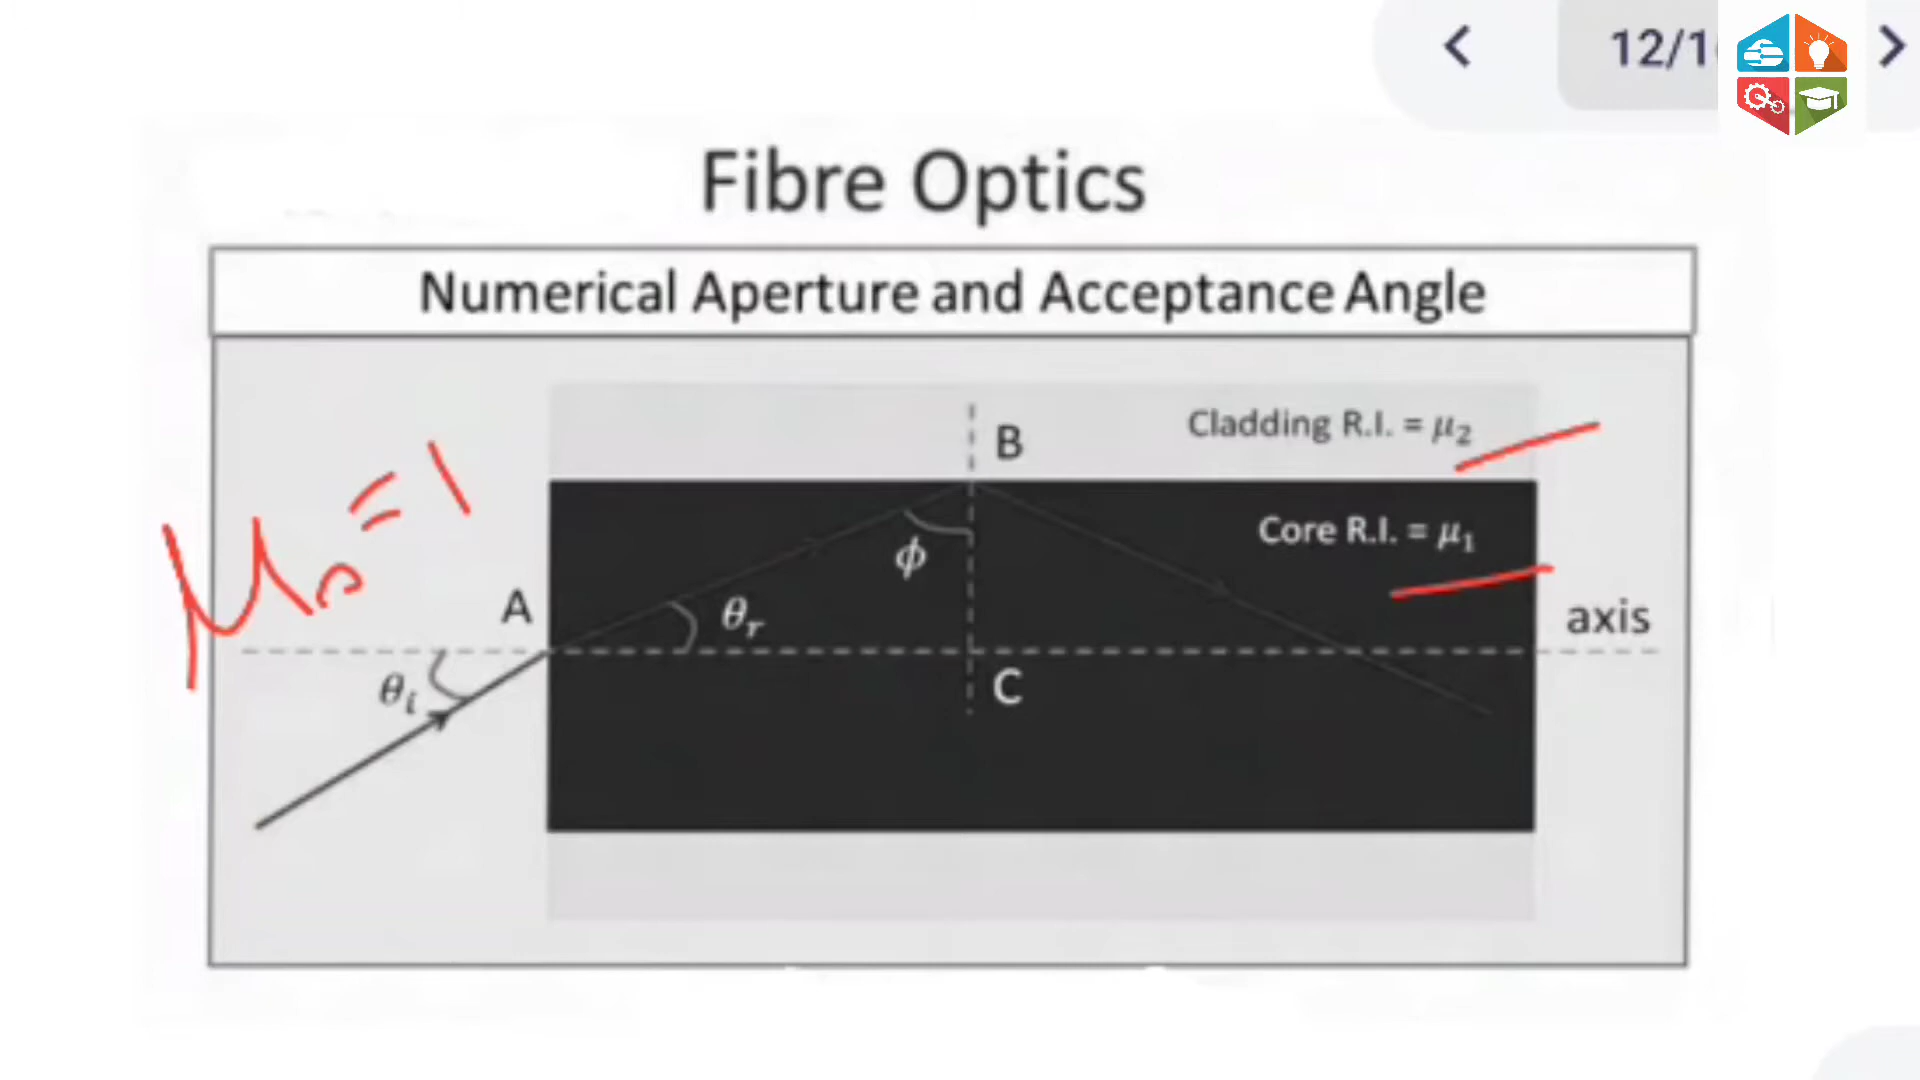 12/1
Fibre Optics
Numerical Aperture and Acceptance Angle
Cladding R.I. = μ₂
B
μ₀ = 1
Core R.I. = μ₁
ϕ
A
θᵣ
axis
θᵢ
C